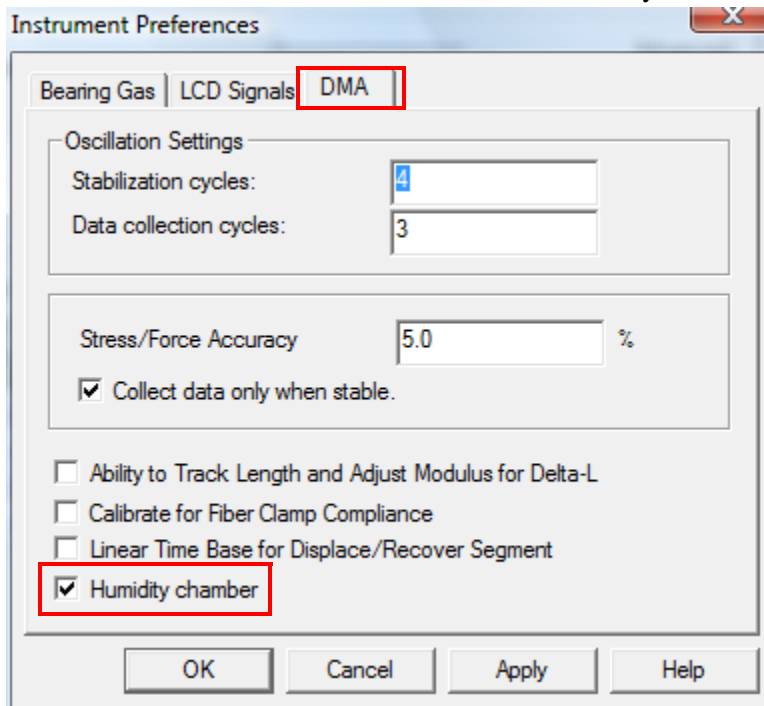 Instrument Preferences
X
Bearing Gas LCD Signals DMA
Oscillation Settings
Stabilization cycles: 4
Data collection cycles: 3
Stress/Force Accuracy 5.0 %
Collect data only when stable.
Ability to Track Length and Adjust Modulus for Delta-L
Calibrate for Fiber Clamp Compliance
Linear Time Base for Displace/Recover Segment
Humidity chamber
OK Cancel Apply Help